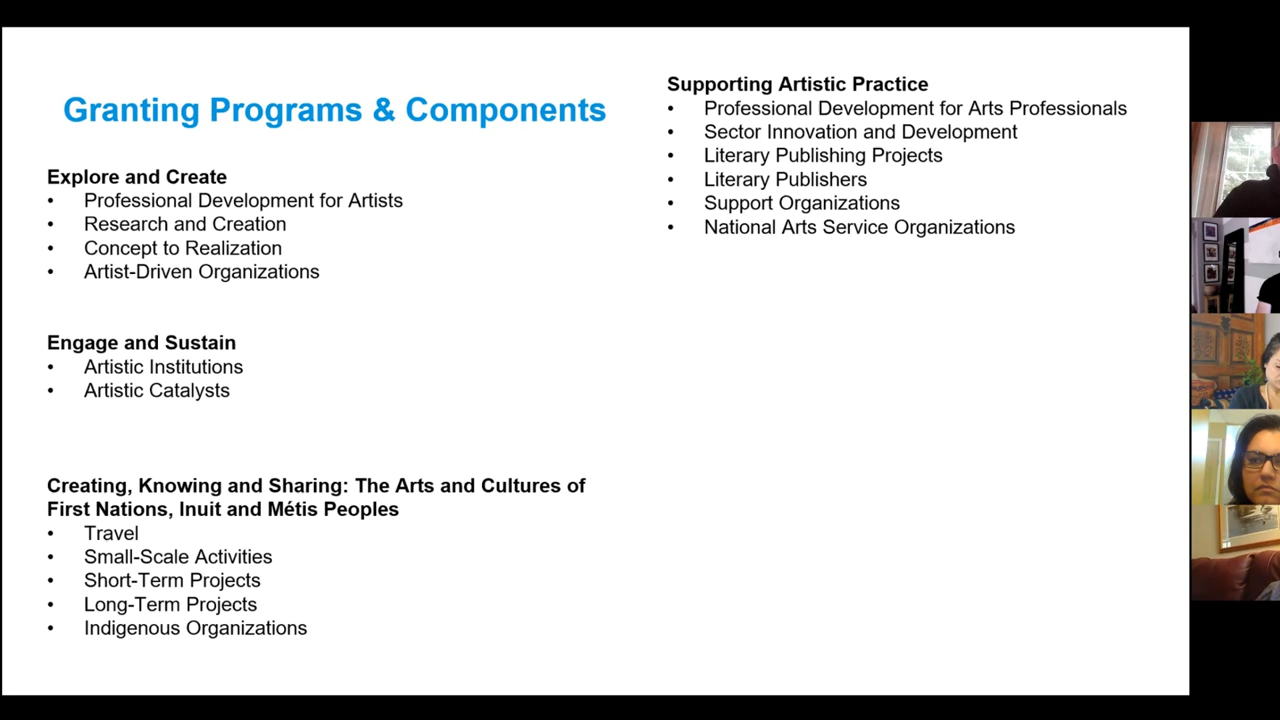 Granting Programs & Components
Explore and Create
• Professional Development for Artists
• Research and Creation
• Concept to Realization
• Artist-Driven Organizations
Engage and Sustain
• Artistic Institutions
• Artistic Catalysts
Creating, Knowing and Sharing: The Arts and Cultures of
First Nations, Inuit and Métis Peoples
• Travel
• Small-Scale Activities
• Short-Term Projects
• Long-Term Projects
• Indigenous Organizations
Supporting Artistic Practice
• Professional Development for Arts Professionals
• Sector Innovation and Development
• Literary Publishing Projects
• Literary Publishers
• Support Organizations
• National Arts Service Organizations